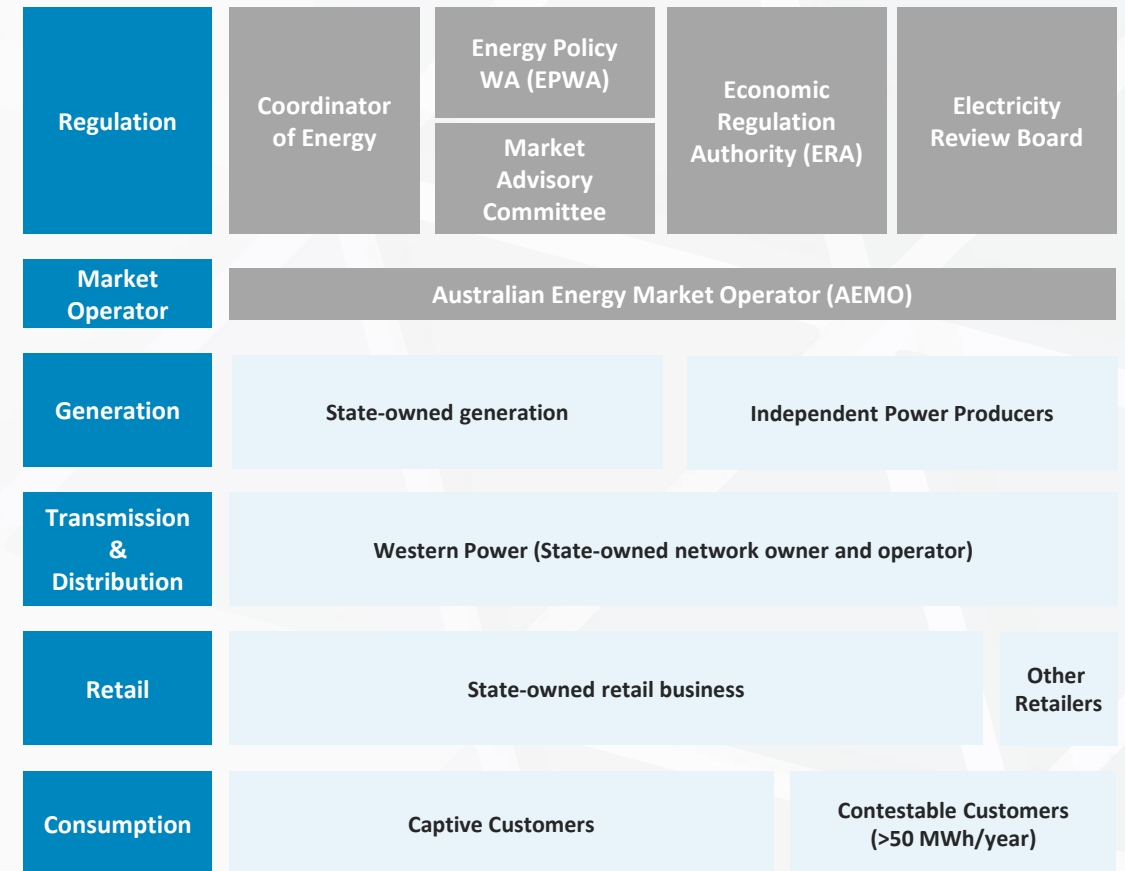 Regulation
Coordinator
of Energy
Energy Policy
WA (EPWA)
Market
Advisory
Committee
Economic
Regulation
Authority (ERA)
Electricity
Review Board
Market
Operator
Australian Energy Market Operator (AEMO)
Generation
State-owned generation
Independent Power Producers
Transmission
&
Distribution
Western Power (State-owned network owner and operator)
Retail
State-owned retail business
Other
Retailers
Consumption
Captive Customers
Contestable Customers
(>50 MWh/year)